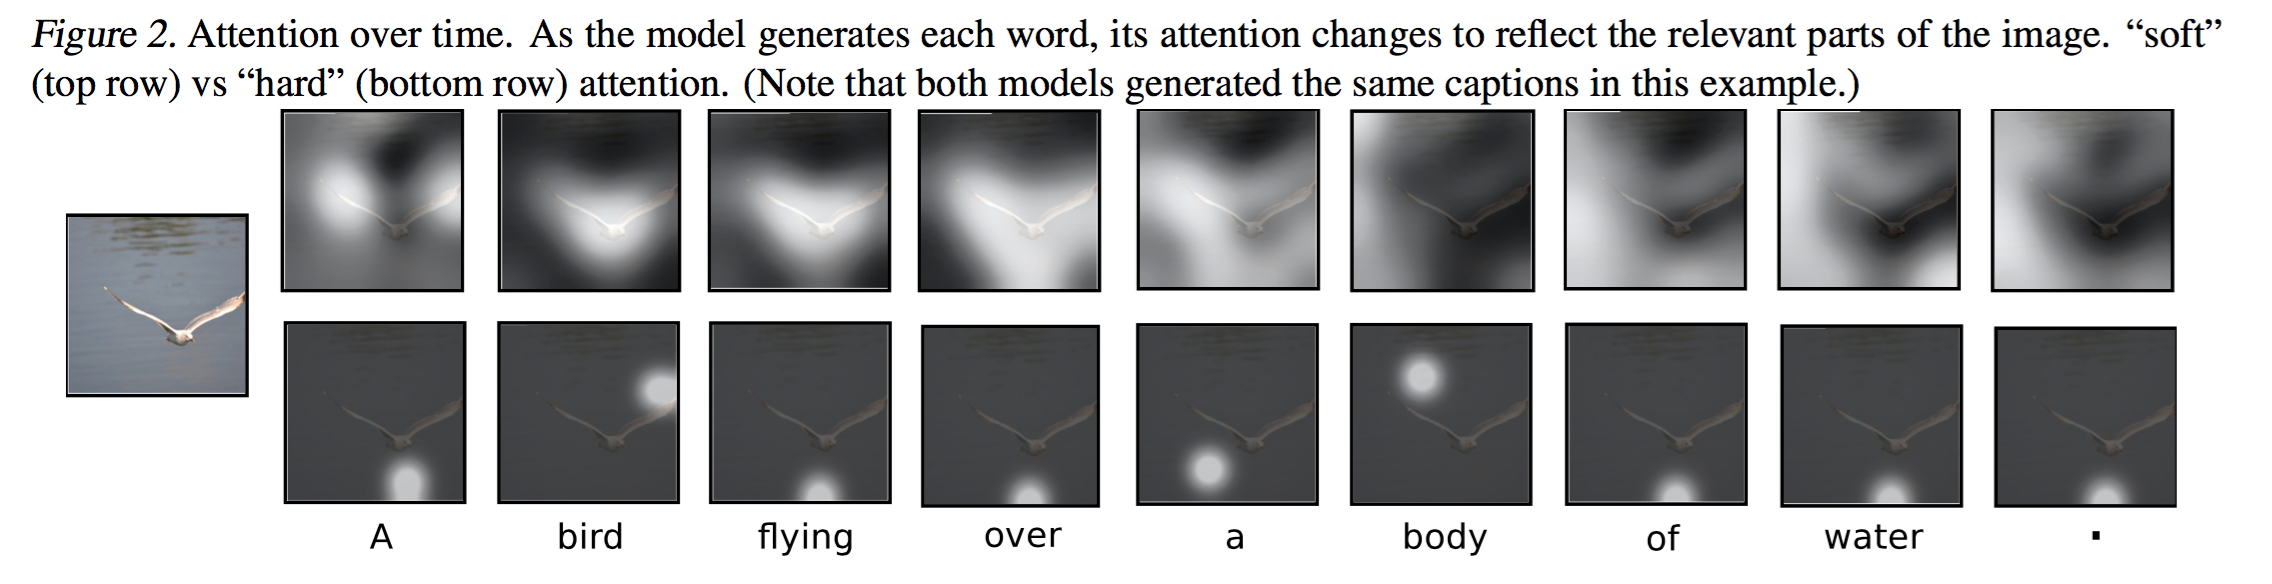 Figure 2. Attention over time. As the model generates each word, its attention changes to reflect the relevant parts of the image. “soft”
(top row) vs “hard” (bottom row) attention. (Note that both models generated the same captions in this example.)
A bird flying over a body of water .